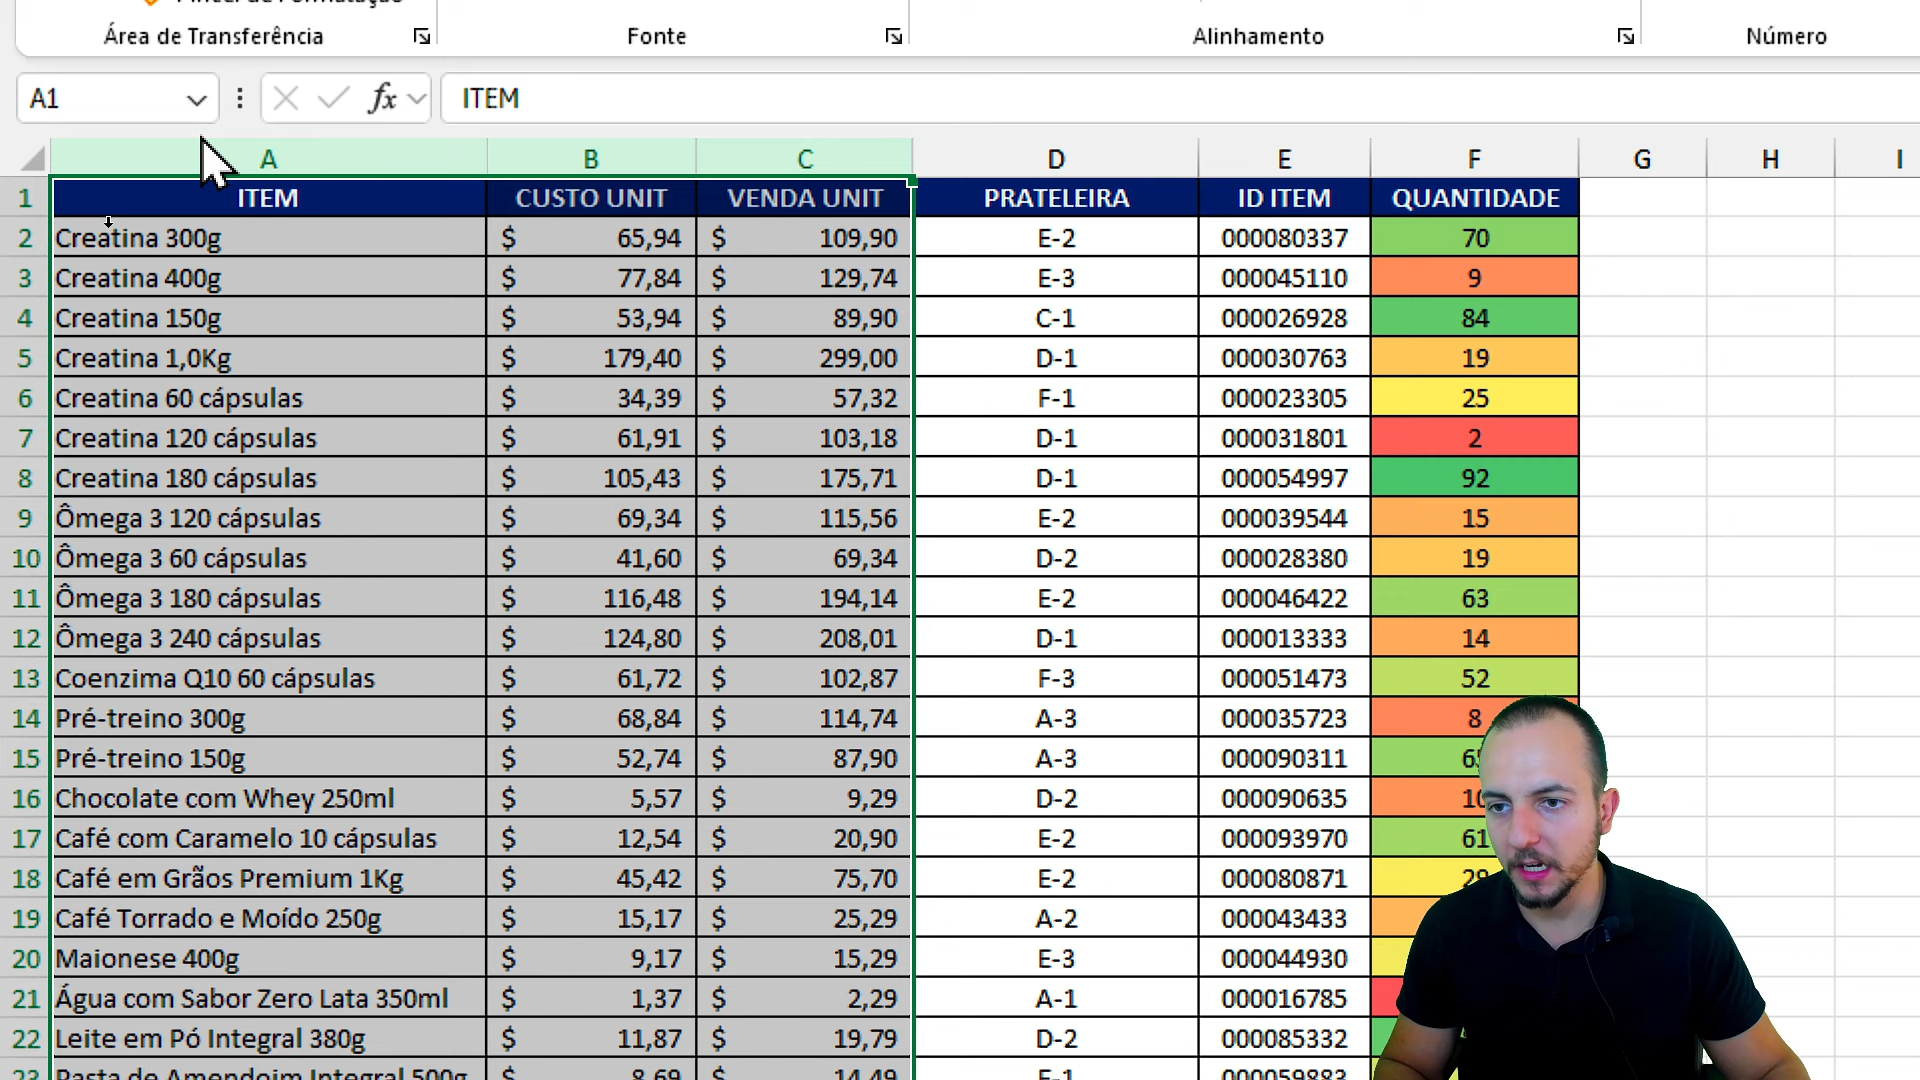 Área de Transferência Fonte Alinhamento Número
A1 fx ITEM
A B C D E F G H I
1 ITEM CUSTO UNIT VENDA UNIT PRATELEIRA ID ITEM QUANTIDADE
2 Creatina 300g $ 65,94 $ 109,90 E-2 000080337 70
3 Creatina 400g $ 77,84 $ 129,74 E-3 000045110 9
4 Creatina 150g $ 53,94 $ 89,90 C-1 000026928 84
5 Creatina 1,0Kg $ 179,40 $ 299,00 D-1 000030763 19
6 Creatina 60 cápsulas $ 34,39 $ 57,32 F-1 000023305 25
7 Creatina 120 cápsulas $ 61,91 $ 103,18 D-1 000031801 2
8 Creatina 180 cápsulas $ 105,43 $ 175,71 D-1 000054997 92
9 Ômega 3 120 cápsulas $ 69,34 $ 115,56 E-2 000039544 15
10 Ômega 3 60 cápsulas $ 41,60 $ 69,34 D-2 000028380 19
11 Ômega 3 180 cápsulas $ 116,48 $ 194,14 E-2 000046422 63
12 Ômega 3 240 cápsulas $ 124,80 $ 208,01 D-1 000013333 14
13 Coenzima Q10 60 cápsulas $ 61,72 $ 102,87 F-3 000051473 52
14 Pré-treino 300g $ 68,84 $ 114,74 A-3 000035723 8
15 Pré-treino 150g $ 52,74 $ 87,90 A-3 000090311
16 Chocolate com Whey 250ml $ 5,57 $ 9,29 D-2 000090635 10
17 Café com Caramelo 10 cápsulas $ 12,54 $ 20,90 E-2 000093970 61
18 Café em Grãos Premium 1Kg $ 45,42 $ 75,70 E-2 000080871 29
19 Café Torrado e Moído 250g $ 15,17 $ 25,29 A-2 000043433
20 Maionese 400g $ 9,17 $ 15,29 E-3 000044930
21 Água com Sabor Zero Lata 350ml $ 1,37 $ 2,29 A-1 000016785
22 Leite em Pó Integral 380g $ 11,87 $ 19,79 D-2 000085332
23 Pasta de Amendoim Integral 500g 8,69 14,49 000059883